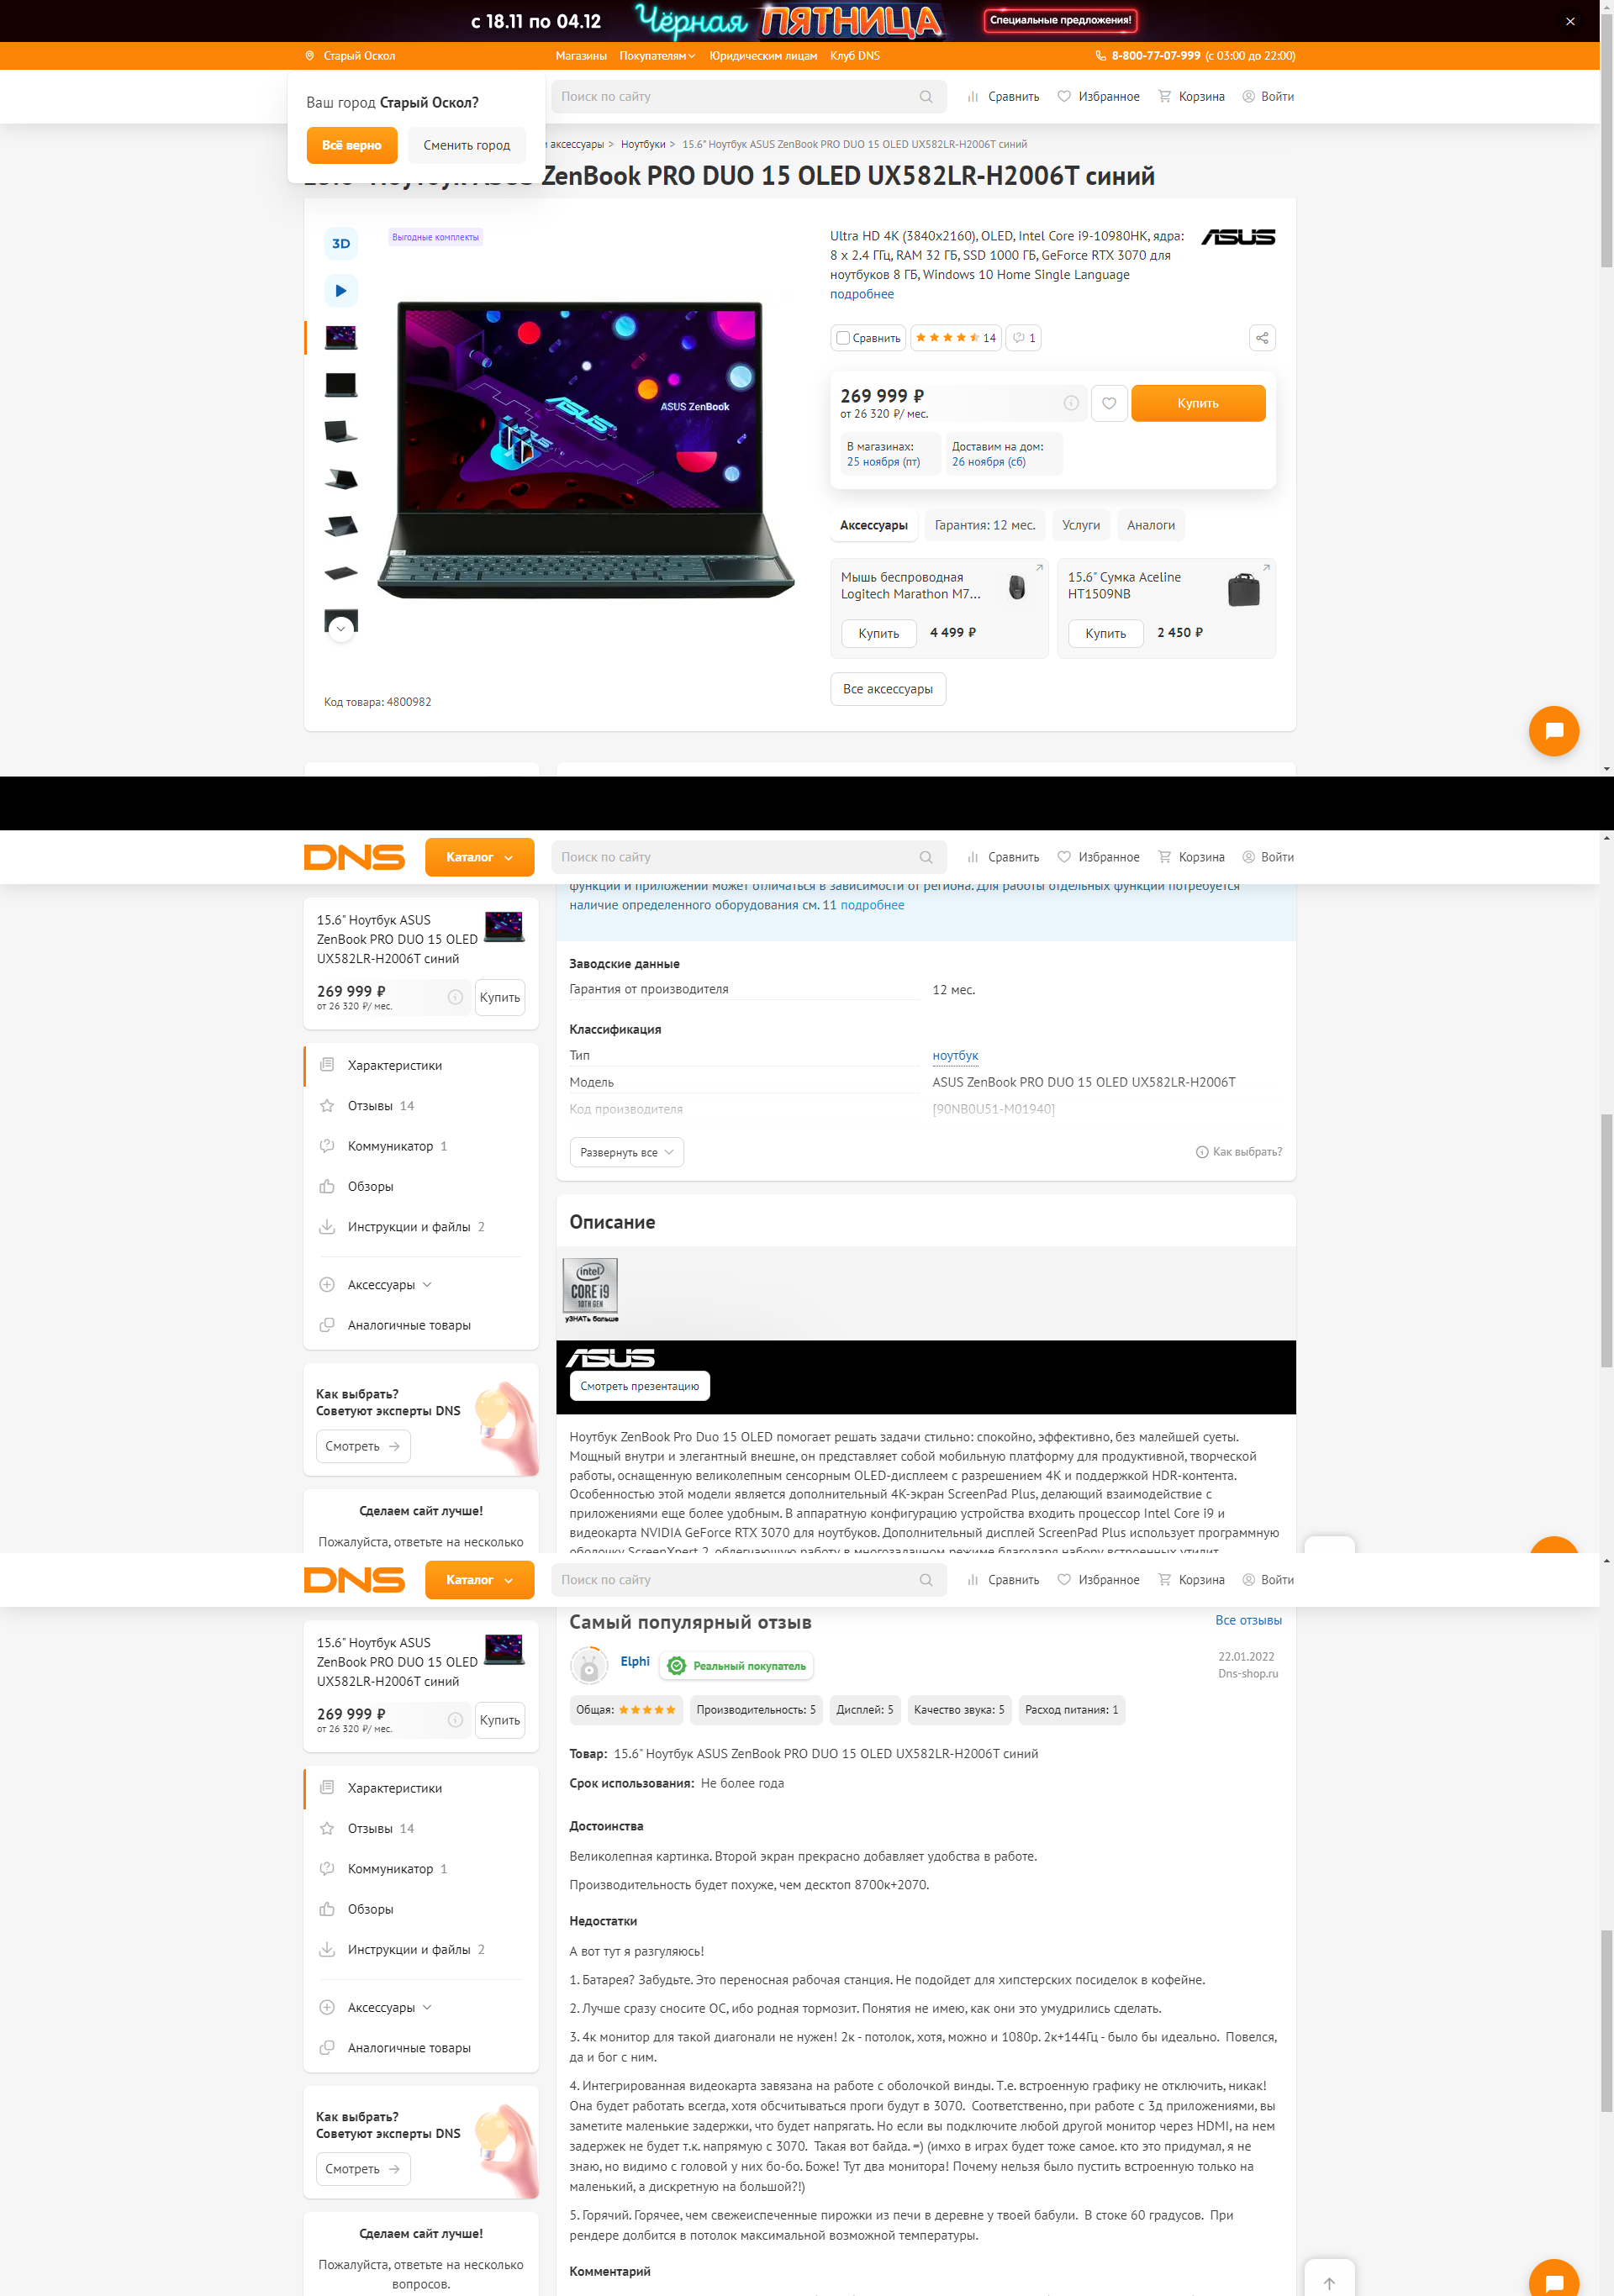 с 18.11 по 04.12 Чёрная ПЯТНИЦА Специальные предложения!
Старый Оскол Магазины Покупателям Юридическим лицам Клуб DNS 8-800-77-07-999 (с 03:00 до 22:00)
Ваш город Старый Оскол?
Всё верно Сменить город
Поиск по сайту Сравнить Избранное Корзина Войти
и аксессуары > Ноутбуки > 15.6" Ноутбук ASUS ZenBook PRO DUO 15 OLED UX582LR-H2006T синий
15.6" Ноутбук ASUS ZenBook PRO DUO 15 OLED UX582LR-H2006T синий
3D
Выгодные комплекты
ASUS ZenBook
Код товара: 4800982
Ultra HD 4K (3840x2160), OLED, Intel Core i9-10980HK, ядра:
8 х 2.4 ГГц, RAM 32 ГБ, SSD 1000 ГБ, GeForce RTX 3070 для
ноутбуков 8 ГБ, Windows 10 Home Single Language
подробнее
ASUS
Сравнить 14 1
269 999 ₽
от 26 320 ₽/ мес.
Купить
В магазинах:
25 ноября (пт)
Доставим на дом:
26 ноября (сб)
Аксессуары Гарантия: 12 мес. Услуги Аналоги
Мышь беспроводная
Logitech Marathon M7...
Купить 4 499 ₽
15.6" Сумка Aceline
HT1509NB
Купить 2 450 ₽
Все аксессуары
DNS Каталог Поиск по сайту Сравнить Избранное Корзина Войти
15.6" Ноутбук ASUS
ZenBook PRO DUO 15 OLED
UX582LR-H2006T синий
269 999 ₽
от 26 320 ₽/ мес.
Купить
Характеристики
Отзывы 14
Коммуникатор 1
Обзоры
Инструкции и файлы 2
Аксессуары
Аналогичные товары
Как выбрать?
Советуют эксперты DNS
Смотреть
Сделаем сайт лучше!
Пожалуйста, ответьте на несколько
функций и приложений может отличаться в зависимости от региона. Для работы отдельных функций потребуется
наличие определенного оборудования см. 11 подробнее
Заводские данные
Гарантия от производителя 12 мес.
Классификация
Тип ноутбук
Модель ASUS ZenBook PRO DUO 15 OLED UX582LR-H2006T
Код производителя [90NB0U51-M01940]
Развернуть все Как выбрать?
Описание
intel
CORE i9
10TH GEN
уЗНАТЬ больше
ASUS
Смотреть презентацию
Ноутбук ZenBook Pro Duo 15 OLED помогает решать задачи стильно: спокойно, эффективно, без малейшей суеты.
Мощный внутри и элегантный внешне, он представляет собой мобильную платформу для продуктивной, творческой
работы, оснащенную великолепным сенсорным OLED-дисплеем с разрешением 4K и поддержкой HDR-контента.
Особенностью этой модели является дополнительный 4K-экран ScreenPad Plus, делающий взаимодействие с
приложениями еще более удобным. В аппаратную конфигурацию устройства входить процессор Intel Core i9 и
видеокарта NVIDIA GeForce RTX 3070 для ноутбуков. Дополнительный дисплей ScreenPad Plus использует программную
оболочку ScreenXpert 2, облегчающую работу в многозадачном режиме благодаря набору встроенных утилит
DNS Каталог Поиск по сайту Сравнить Избранное Корзина Войти
15.6" Ноутбук ASUS
ZenBook PRO DUO 15 OLED
UX582LR-H2006T синий
269 999 ₽
от 26 320 ₽/ мес.
Купить
Характеристики
Отзывы 14
Коммуникатор 1
Обзоры
Инструкции и файлы 2
Аксессуары
Аналогичные товары
Как выбрать?
Советуют эксперты DNS
Смотреть
Сделаем сайт лучше!
Пожалуйста, ответьте на несколько
вопросов.
Самый популярный отзыв Все отзывы
Elphi Реальный покупатель 22.01.2022
Dns-shop.ru
Общая: Производительность: 5 Дисплей: 5 Качество звука: 5 Расход питания: 1
Товар: 15.6" Ноутбук ASUS ZenBook PRO DUO 15 OLED UX582LR-H2006T синий
Срок использования: Не более года
Достоинства
Великолепная картинка. Второй экран прекрасно добавляет удобства в работе.
Производительность будет похуже, чем десктоп 8700к+2070.
Недостатки
А вот тут я разгуляюсь!
1. Батарея? Забудьте. Это переносная рабочая станция. Не подойдет для хипстерских посиделок в кофейне.
2. Лучше сразу сносите ОС, ибо родная тормозит. Понятия не имею, как они это умудрились сделать.
3. 4к монитор для такой диагонали не нужен! 2к - потолок, хотя, можно и 1080р. 2к+144Гц - было бы идеально. Повелся,
да и бог с ним.
4. Интегрированная видеокарта завязана на работе с оболочкой винды. Т.е. встроенную графику не отключить, никак!
Она будет работать всегда, хотя обсчитываться проги будут в 3070. Соответственно, при работе с 3д приложениями, вы
заметите маленькие задержки, что будет напрягать. Но если вы подключите любой другой монитор через HDMI, на нем
задержек не будет т.к. напрямую с 3070. Такая вот байда. =) (имхо в играх будет тоже самое. кто это придумал, я не
знаю, но видимо с головой у них бо-бо. Боже! Тут два монитора! Почему нельзя было пустить встроенную только на
маленький, а дискретную на большой?!)
5. Горячий. Горячее, чем свежеиспеченные пирожки из печи в деревне у твоей бабули. В стоке 60 градусов. При
рендере долбится в потолок максимальной возможной температуры.
Комментарий